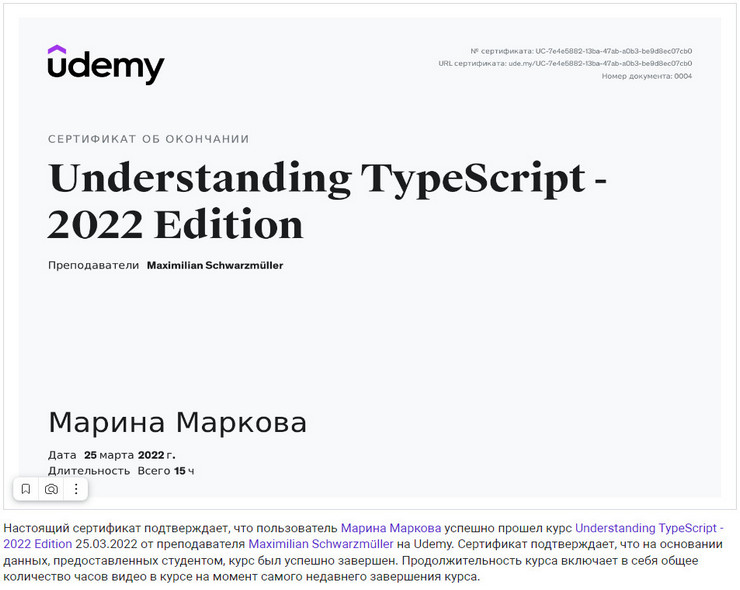 udemy
№ сертификата: UC-7e4e5882-13ba-47ab-a0b3-be9d8ec07cb0
URL сертификата: ude.my/UC-7e4e5882-13ba-47ab-a0b3-be9d8ec07cb0
Номер документа: 0004
СЕРТИФИКАТ ОБ ОКОНЧАНИИ
Understanding TypeScript -
2022 Edition
Преподаватели Maximilian Schwarzmüller
Марина Маркова
Дата 25 марта 2022 г.
Длительность Всего 15 ч
Настоящий сертификат подтверждает, что пользователь Марина Маркова успешно прошел курс Understanding TypeScript -
2022 Edition 25.03.2022 от преподавателя Maximilian Schwarzmüller на Udemy. Сертификат подтверждает, что на основании
данных, предоставленных студентом, курс был успешно завершен. Продолжительность курса включает в себя общее
количество часов видео в курсе на момент самого недавнего завершения курса.